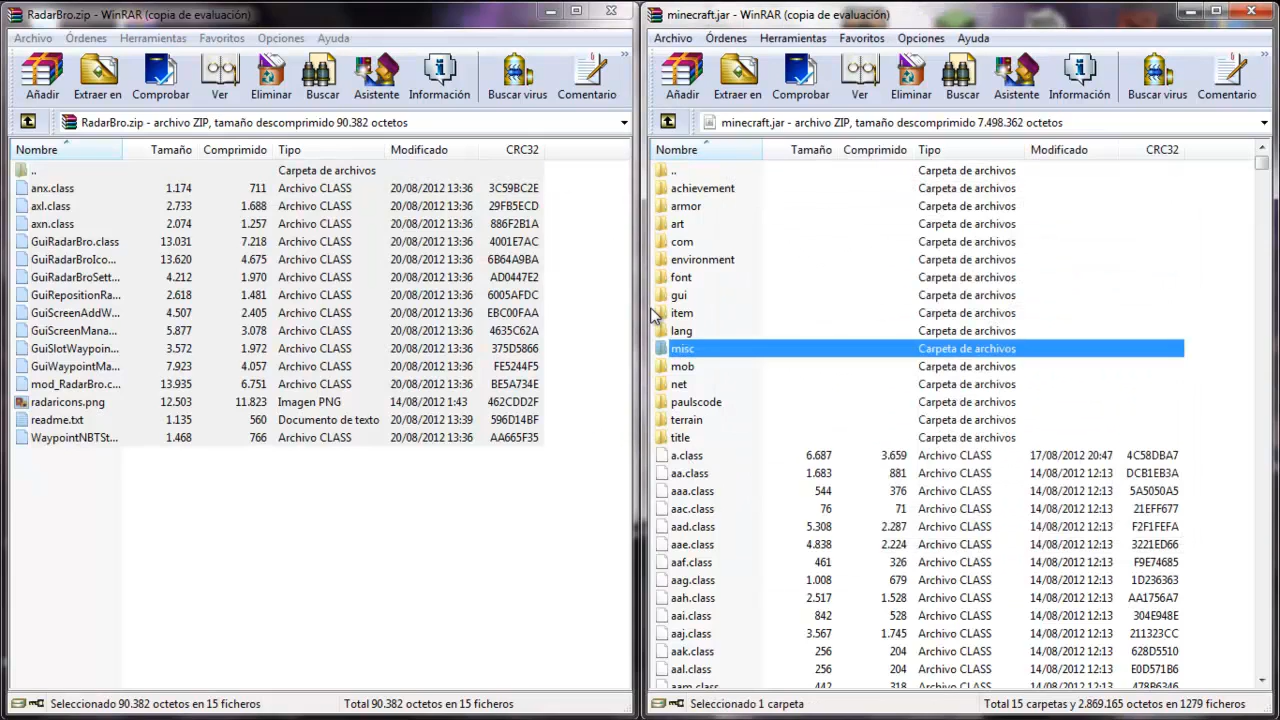 RadarBro.zip - WinRAR (copia de evaluación)
Archivo Órdenes Herramientas Favoritos Opciones Ayuda
Añadir Extraer en Comprobar Ver Eliminar Buscar Asistente Información Buscar virus Comentario
RadarBro.zip - archivo ZIP, tamaño descomprimido 90.382 octetos
Nombre Tamaño Comprimido Tipo Modificado CRC32
.. Carpeta de archivos
anx.class 1.174 711 Archivo CLASS 20/08/2012 13:36 3C59BC2E
axl.class 2.733 1.688 Archivo CLASS 20/08/2012 13:36 29FB5ECD
axn.class 2.074 1.257 Archivo CLASS 20/08/2012 13:36 886F2B1A
GuiRadarBro.class 13.031 7.218 Archivo CLASS 20/08/2012 13:36 4001E7AC
GuiRadarBroIco... 13.620 4.675 Archivo CLASS 20/08/2012 13:36 6B64A9BA
GuiRadarBroSett... 4.212 1.970 Archivo CLASS 20/08/2012 13:36 AD0447E2
GuiRepositionRa... 2.618 1.481 Archivo CLASS 20/08/2012 13:36 6005AFDC
GuiScreenAddW... 4.507 2.405 Archivo CLASS 20/08/2012 13:36 EBC00FAA
GuiScreenMana... 5.877 3.078 Archivo CLASS 20/08/2012 13:36 4635C62A
GuiSlotWaypoin... 3.572 1.972 Archivo CLASS 20/08/2012 13:36 375D5866
GuiWaypointMa... 7.923 4.057 Archivo CLASS 20/08/2012 13:36 FE5244F5
mod_RadarBro.c... 13.935 6.751 Archivo CLASS 20/08/2012 13:36 BE5A734E
radaricons.png 12.503 11.823 Imagen PNG 14/08/2012 1:43 462CDD2F
readme.txt 1.135 560 Documento de texto 20/08/2012 13:39 596D14BF
WaypointNBTSt... 1.468 766 Archivo CLASS 20/08/2012 13:36 AA665F35
Seleccionado 90.382 octetos en 15 ficheros Total 90.382 octetos en 15 ficheros
minecraft.jar - WinRAR (copia de evaluación)
Archivo Órdenes Herramientas Favoritos Opciones Ayuda
Añadir Extraer en Comprobar Ver Eliminar Buscar Asistente Información Buscar virus Comentario
minecraft.jar - archivo ZIP, tamaño descomprimido 7.498.362 octetos
Nombre Tamaño Comprimido Tipo Modificado CRC32
.. Carpeta de archivos
achievement Carpeta de archivos
armor Carpeta de archivos
art Carpeta de archivos
com Carpeta de archivos
environment Carpeta de archivos
font Carpeta de archivos
gui Carpeta de archivos
item Carpeta de archivos
lang Carpeta de archivos
misc Carpeta de archivos
mob Carpeta de archivos
net Carpeta de archivos
paulscode Carpeta de archivos
terrain Carpeta de archivos
title Carpeta de archivos
a.class 6.687 3.659 Archivo CLASS 17/08/2012 20:47 4C58DBA7
aa.class 1.683 881 Archivo CLASS 14/08/2012 12:13 DCB1EB3A
aaa.class 544 376 Archivo CLASS 14/08/2012 12:13 5A5050A5
aac.class 76 71 Archivo CLASS 14/08/2012 12:13 21EFF677
aad.class 5.308 2.287 Archivo CLASS 14/08/2012 12:13 F2F1FEFA
aae.class 4.838 2.224 Archivo CLASS 14/08/2012 12:13 3221ED66
aaf.class 461 326 Archivo CLASS 14/08/2012 12:13 F9E74685
aag.class 1.008 679 Archivo CLASS 14/08/2012 12:13 1D236363
aah.class 2.517 1.528 Archivo CLASS 14/08/2012 12:13 AA1756A7
aai.class 842 528 Archivo CLASS 14/08/2012 12:13 304E948E
aaj.class 3.567 1.745 Archivo CLASS 14/08/2012 12:13 211323CC
aak.class 256 204 Archivo CLASS 14/08/2012 12:13 628D5510
aal.class 256 204 Archivo CLASS 14/08/2012 12:13 E0D571B6
aam.class 442 318 Archivo CLASS 14/08/2012 12:13 478B6346
Seleccionado 1 carpeta Total 15 carpetas y 2.869.165 octetos en 1279 ficheros